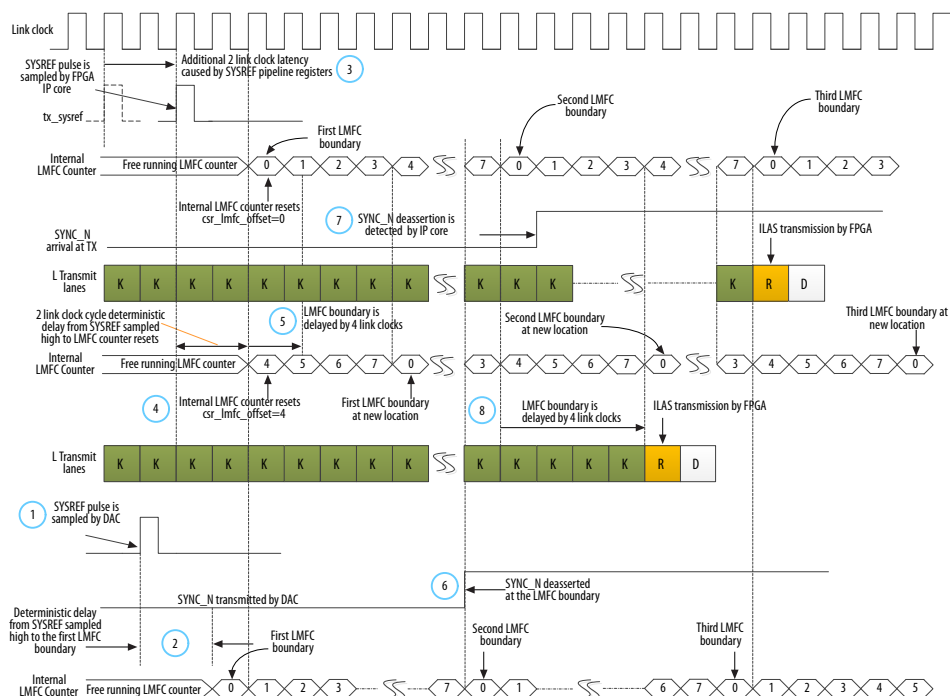 Link clock
SYSREF pulse is
sampled by FPGA
IP core
Additional 2 link clock latency
caused by SYSREF pipeline registers
3
tx_sysref
First LMFC
boundary
Second LMFC
boundary
Third LMFC
boundary
Internal
LMFC Counter
Free running LMFC counter 0 1 2 3 4 7 0 1 2 3 4 7 0 1 2 3
Internal LMFC counter resets
csr_lmfc_offset=0
7
SYNC_N deassertion is
detected by IP core
SYNC_N
arrival at TX
ILAS transmission by FPGA
L Transmit
lanes
K K K K K K K K K K K K K R D
2 link clock cycle deterministic
delay from SYSREF sampled
high to LMFC counter resets
5
LMFC boundary is
delayed by 4 link clocks
Second LMFC boundary
at new location
Third LMFC boundary at
new location
Internal
LMFC Counter
Free running LMFC counter 4 5 6 7 0 3 4 5 6 7 0 3 4 5 6 7 0
4
Internal LMFC counter resets
csr_lmfc_offset=4
First LMFC boundary
at new location
8
LMFC boundary is
delayed by 4 link clocks
ILAS transmission by FPGA
L Transmit
lanes
K K K K K K K K K K K K K K R D
1
SYSREF pulse is
sampled by DAC
6
SYNC_N deasserted
at the LMFC boundary
SYNC_N transmitted by DAC
Deterministic delay
from SYSREF sampled
high to the first LMFC
boundary
2
First LMFC
boundary
Second LMFC
boundary
Third LMFC
boundary
Internal
LMFC Counter
Free running LMFC counter 0 1 2 3 7 0 1 6 7 0 1 2 3 4 5